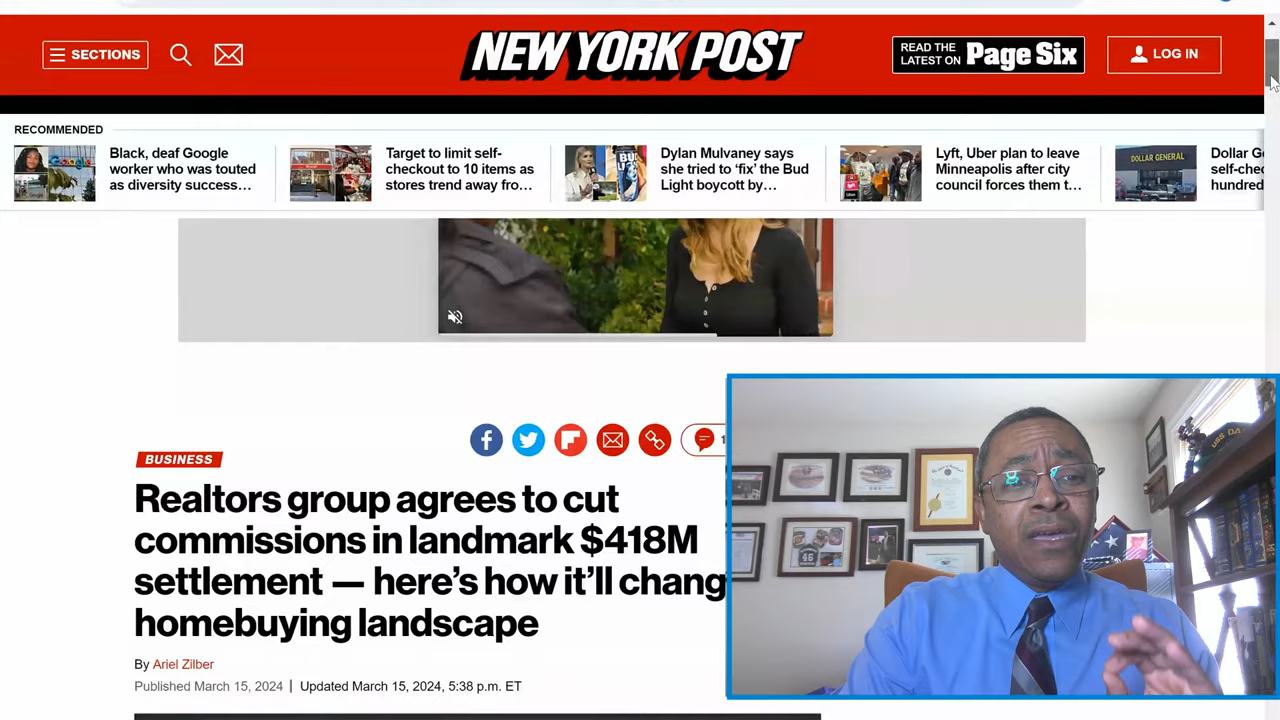 SECTIONS
NEW YORK POST
READ THE
LATEST ON
Page Six
LOG IN
RECOMMENDED
Black, deaf Google
worker who was touted
as diversity success…
Target to limit self-
checkout to 10 items as
stores trend away fro…
Dylan Mulvaney says
she tried to ‘fix’ the Bud
Light boycott by…
Lyft, Uber plan to leave
Minneapolis after city
council forces them t…
DOLLAR GENERAL
Dollar G
self-che
hundred
BUSINESS
Realtors group agrees to cut
commissions in landmark $418M
settlement — here’s how it’ll chang
homebuying landscape
By Ariel Zilber
Published March 15, 2024 | Updated March 15, 2024, 5:38 p.m. ET
46